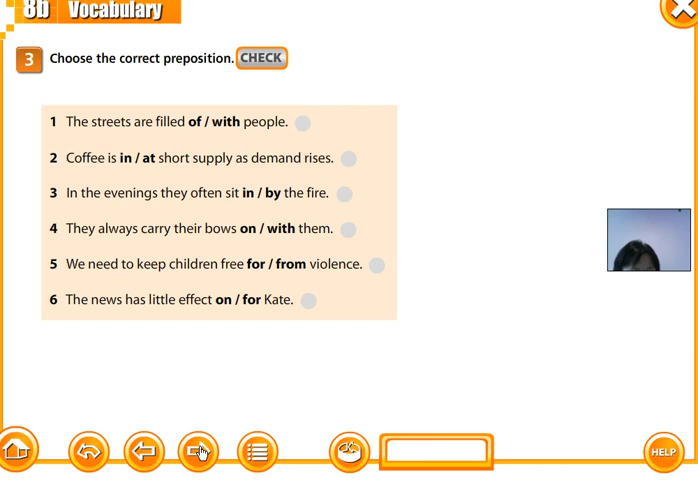 8b Vocabulary
3 Choose the correct preposition. CHECK
1 The streets are filled of / with people.
2 Coffee is in / at short supply as demand rises.
3 In the evenings they often sit in / by the fire.
4 They always carry their bows on / with them.
5 We need to keep children free for / from violence.
6 The news has little effect on / for Kate.
HELP